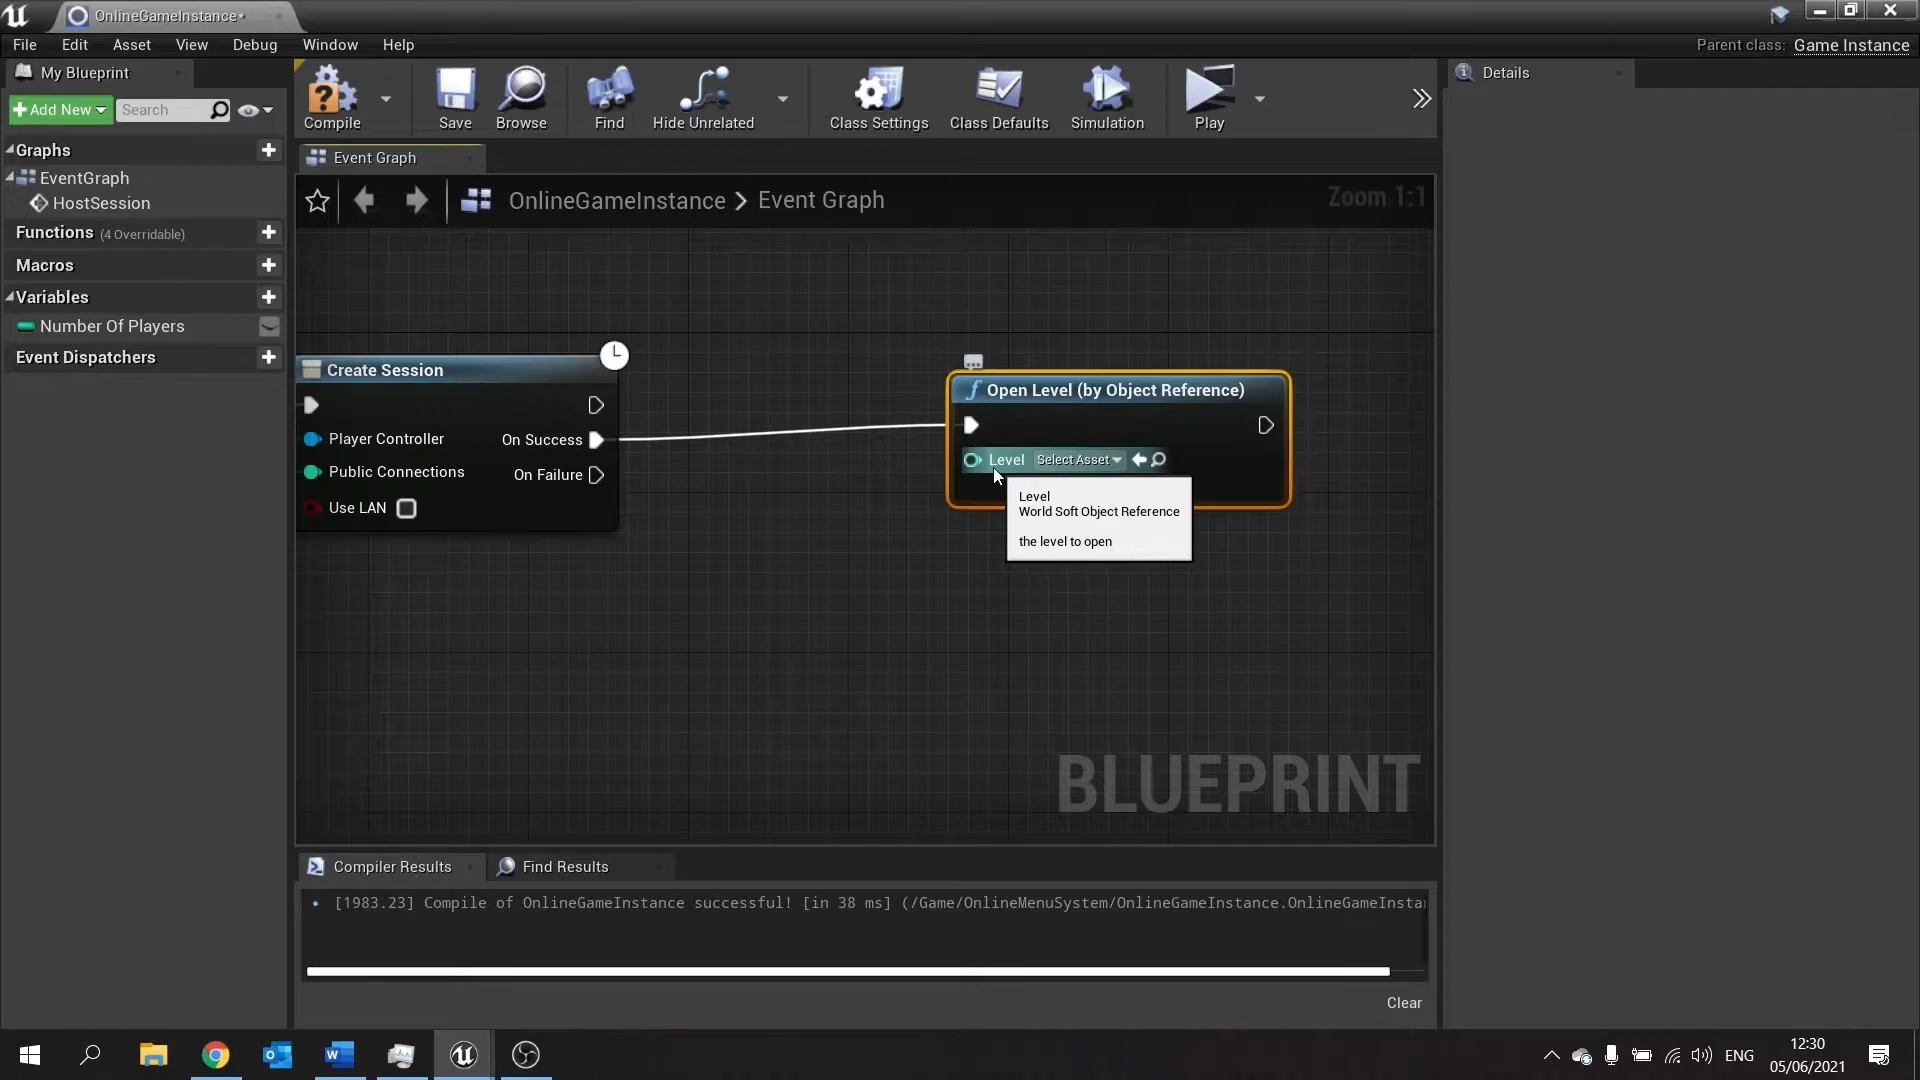 OnlineGameInstance*
File Edit Asset View Debug Window Help
Parent class: Game Instance
My Blueprint
Add New
Search
Graphs
EventGraph
HostSession
Functions (4 Overridable)
Macros
Variables
Number Of Players
Event Dispatchers
Compile
Save
Browse
Find
Hide Unrelated
Class Settings
Class Defaults
Simulation
Play
Details
Event Graph
OnlineGameInstance > Event Graph
Zoom 1:1
Create Session
Player Controller
On Success
Public Connections
On Failure
Use LAN
Open Level (by Object Reference)
Level Select Asset
Level
World Soft Object Reference
the level to open
BLUEPRINT
Compiler Results
Find Results
[1983.23] Compile of OnlineGameInstance successful! [in 38 ms] (/Game/OnlineMenuSystem/OnlineGameInstance.OnlineGameInsta
Clear
ENG
12:30
05/06/2021